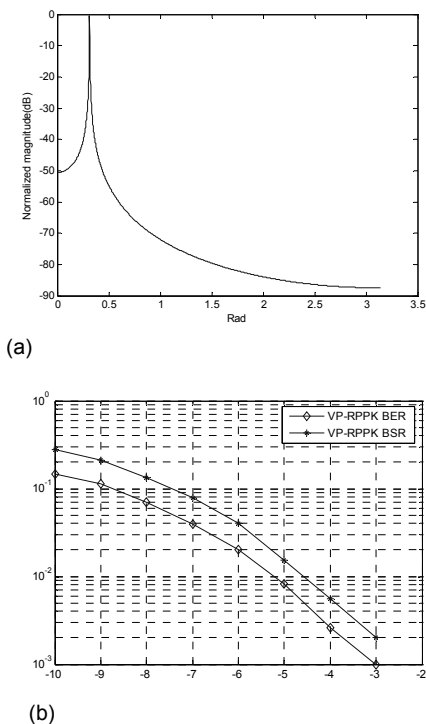 0
-10
-20
-30
-40
-50
-60
-70
-80
-90
Normalized magnitude(dB)
0 0.5 1 1.5 2 2.5 3 3.5
Rad
(a)
10^0
10^-1
10^-2
10^-3
VP-RPPK BER
VP-RPPK BSR
-10 -9 -8 -7 -6 -5 -4 -3 -2
(b)